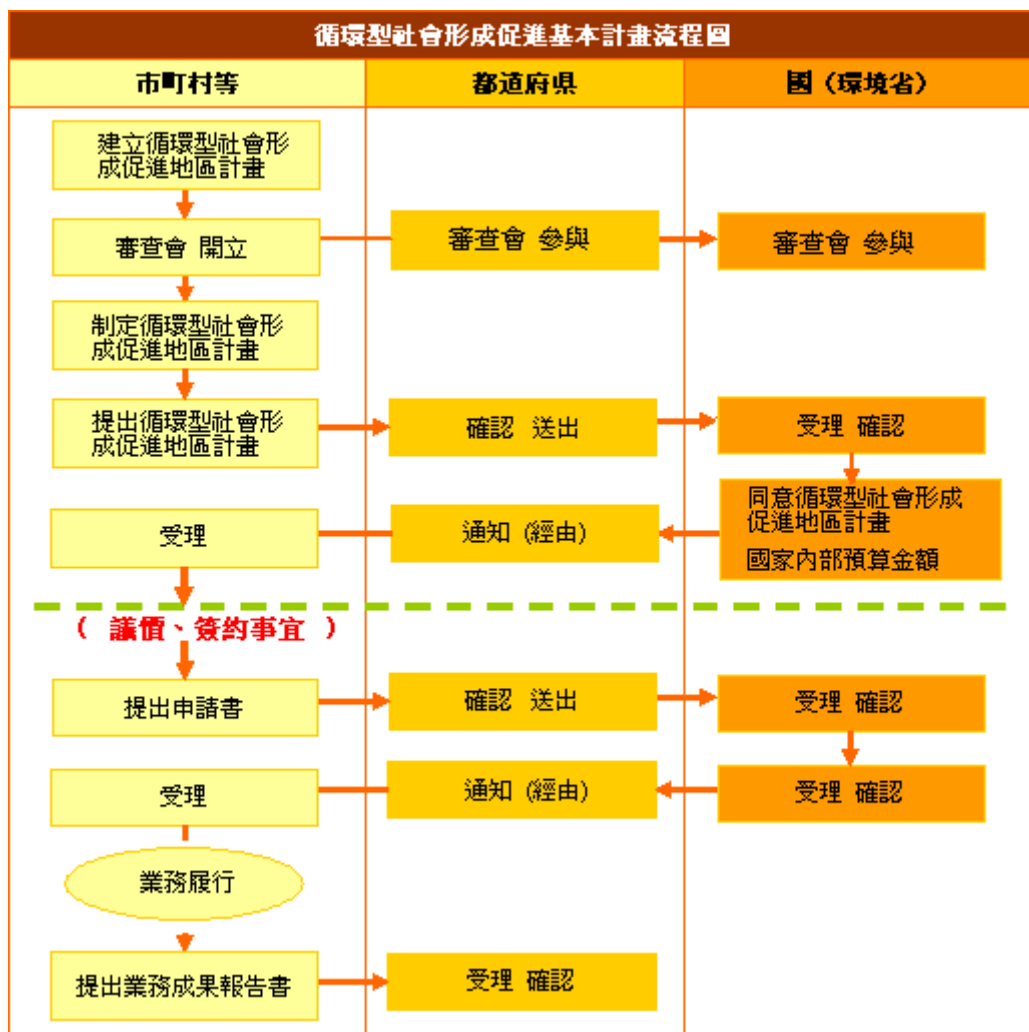 循環型社會形成促進基本計畫流程圖
市町村等
都道府県
國（環境省）
建立循環型社會形
成促進地區計畫
審查會 開立
審查會 參與
審查會 參與
制定循環型社會形
成促進地區計畫
提出循環型社會形
成促進地區計畫
確認 送出
受理 確認
同意循環型社會形成
促進地區計畫
國家內部預算金額
通知 (經由)
受理
( 議價、簽約事宜 )
提出申請書
確認 送出
受理 確認
受理 確認
通知 (經由)
受理
業務履行
提出業務成果報告書
受理 確認